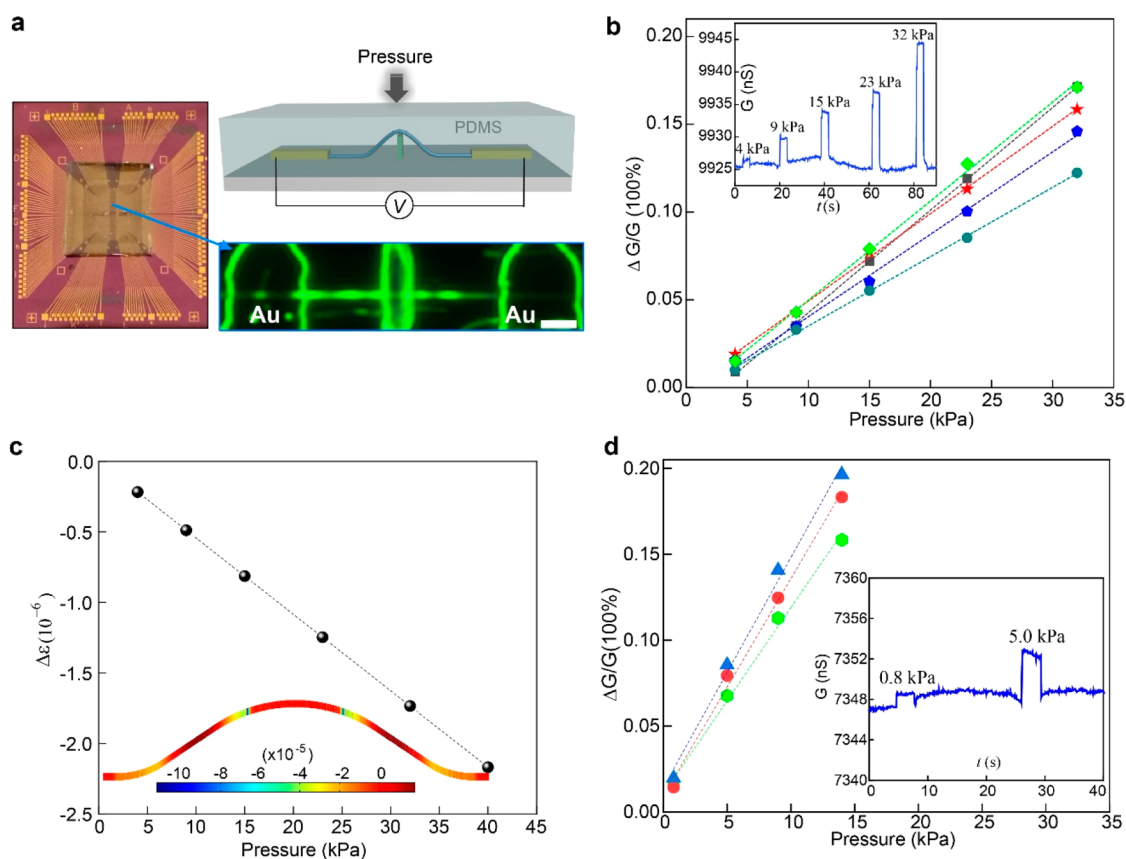 a
Pressure
PDMS
V
Au
Au
b
0.20
0.15
0.10
0.05
0.00
Δ G/G (100%)
0 5 10 15 20 25 30 35
Pressure (kPa)
9945
9940
9935
9930
9925
G (nS)
4 kPa
9 kPa
15 kPa
23 kPa
32 kPa
0 20 40 60 80
t (s)
c
0.0
-0.5
-1.0
-1.5
-2.0
-2.5
Δε(10⁻⁶)
(x10⁻⁵)
-10 -8 -6 -4 -2 0
0 5 10 15 20 25 30 35 40 45
Pressure (kPa)
d
0.20
0.15
0.10
0.05
0.00
ΔG/G(100%)
0 5 10 15 20 25 30 35
Pressure (kPa)
7360
7356
7352
7348
7344
7340
G (nS)
0.8 kPa
5.0 kPa
t (s)
0 10 20 30 40